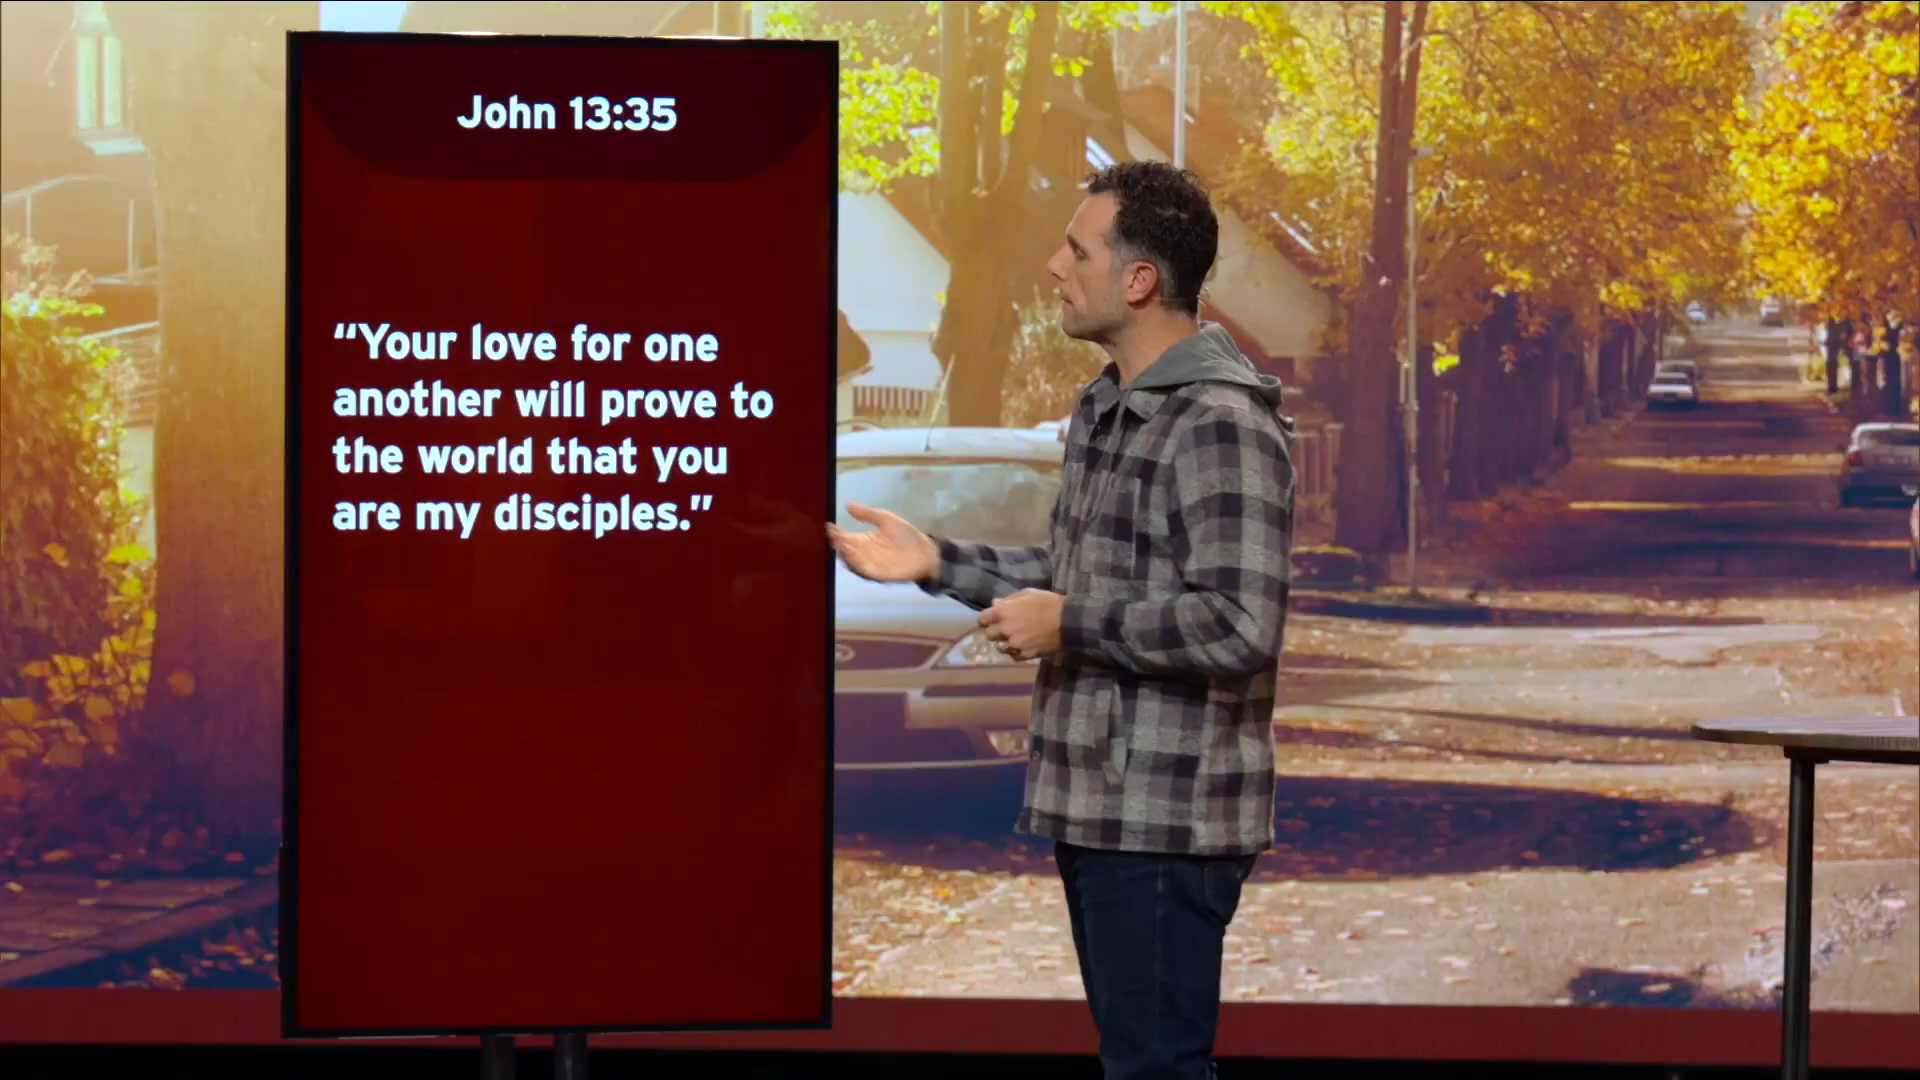 John 13:35
“Your love for one
another will prove to
the world that you
are my disciples.”